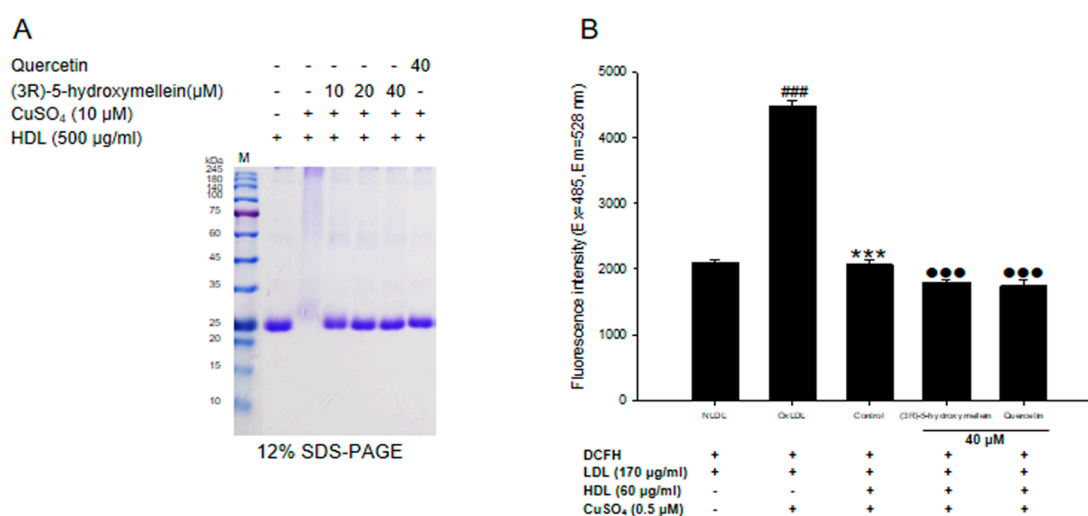 A
Quercetin - - - - - 40
(3R)-5-hydroxymellein(µM) - - 10 20 40 -
CuSO₄ (10 µM) - + + + + +
HDL (500 µg/ml) + + + + + +
kDa M
245
180
140
100
75
60
45
35
25
20
15
10
12% SDS-PAGE
B
Fluorescence intensity (Ex=485, Em=528 nm)
5000
4000
3000
2000
1000
0
###
***
●●●
●●●
NLDL OxLDL Control (3R)-5-hydroxymellein Quercetin
40 µM
DCFH + + + + +
LDL (170 µg/ml) + + + + +
HDL (60 µg/ml) - - + + +
CuSO₄ (0.5 µM) - + + + +